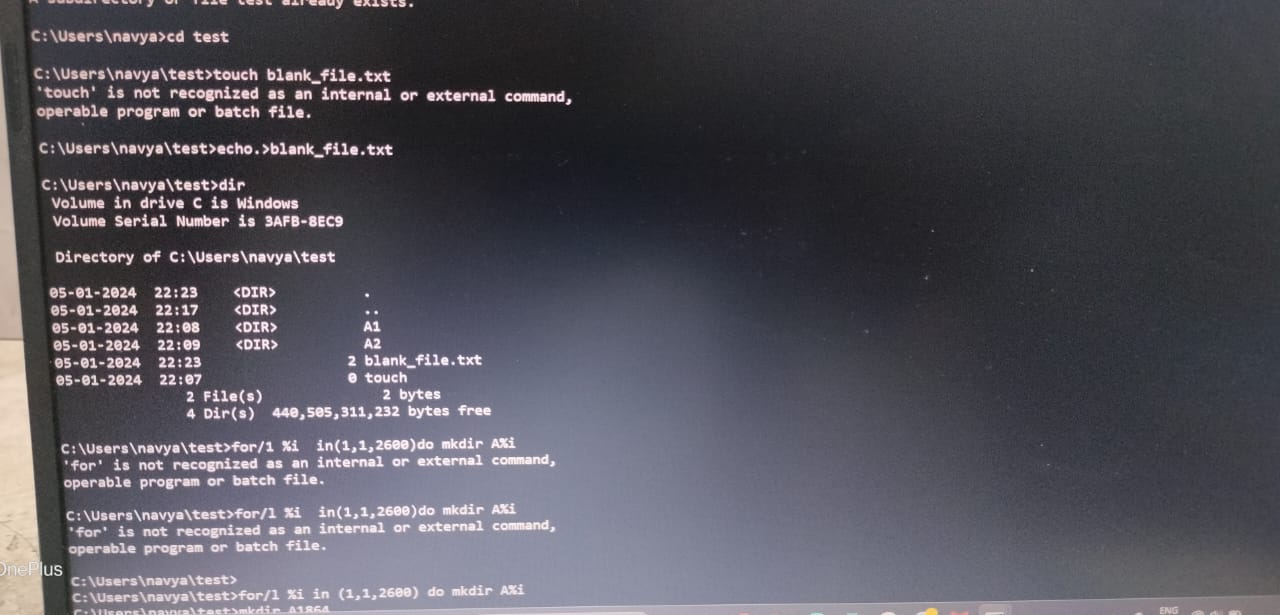 A subdirectory or file test already exists.
C:\Users\navya>cd test
C:\Users\navya\test>touch blank_file.txt
'touch' is not recognized as an internal or external command,
operable program or batch file.
C:\Users\navya\test>echo.>blank_file.txt
C:\Users\navya\test>dir
Volume in drive C is Windows
Volume Serial Number is 3AFB-8EC9
Directory of C:\Users\navya\test
05-01-2024 22:23 <DIR> .
05-01-2024 22:17 <DIR> ..
05-01-2024 22:08 <DIR> A1
05-01-2024 22:09 <DIR> A2
05-01-2024 22:23 2 blank_file.txt
05-01-2024 22:07 0 touch
2 File(s) 2 bytes
4 Dir(s) 440,505,311,232 bytes free
C:\Users\navya\test>for/1 %i in(1,1,2600)do mkdir A%i
'for' is not recognized as an internal or external command,
operable program or batch file.
C:\Users\navya\test>for/l %i in(1,1,2600)do mkdir A%i
'for' is not recognized as an internal or external command,
operable program or batch file.
C:\Users\navya\test>
C:\Users\navya\test>for/l %i in (1,1,2600) do mkdir A%i
C:\Users\navya\test>mkdir A1864
OnePlus
ENG